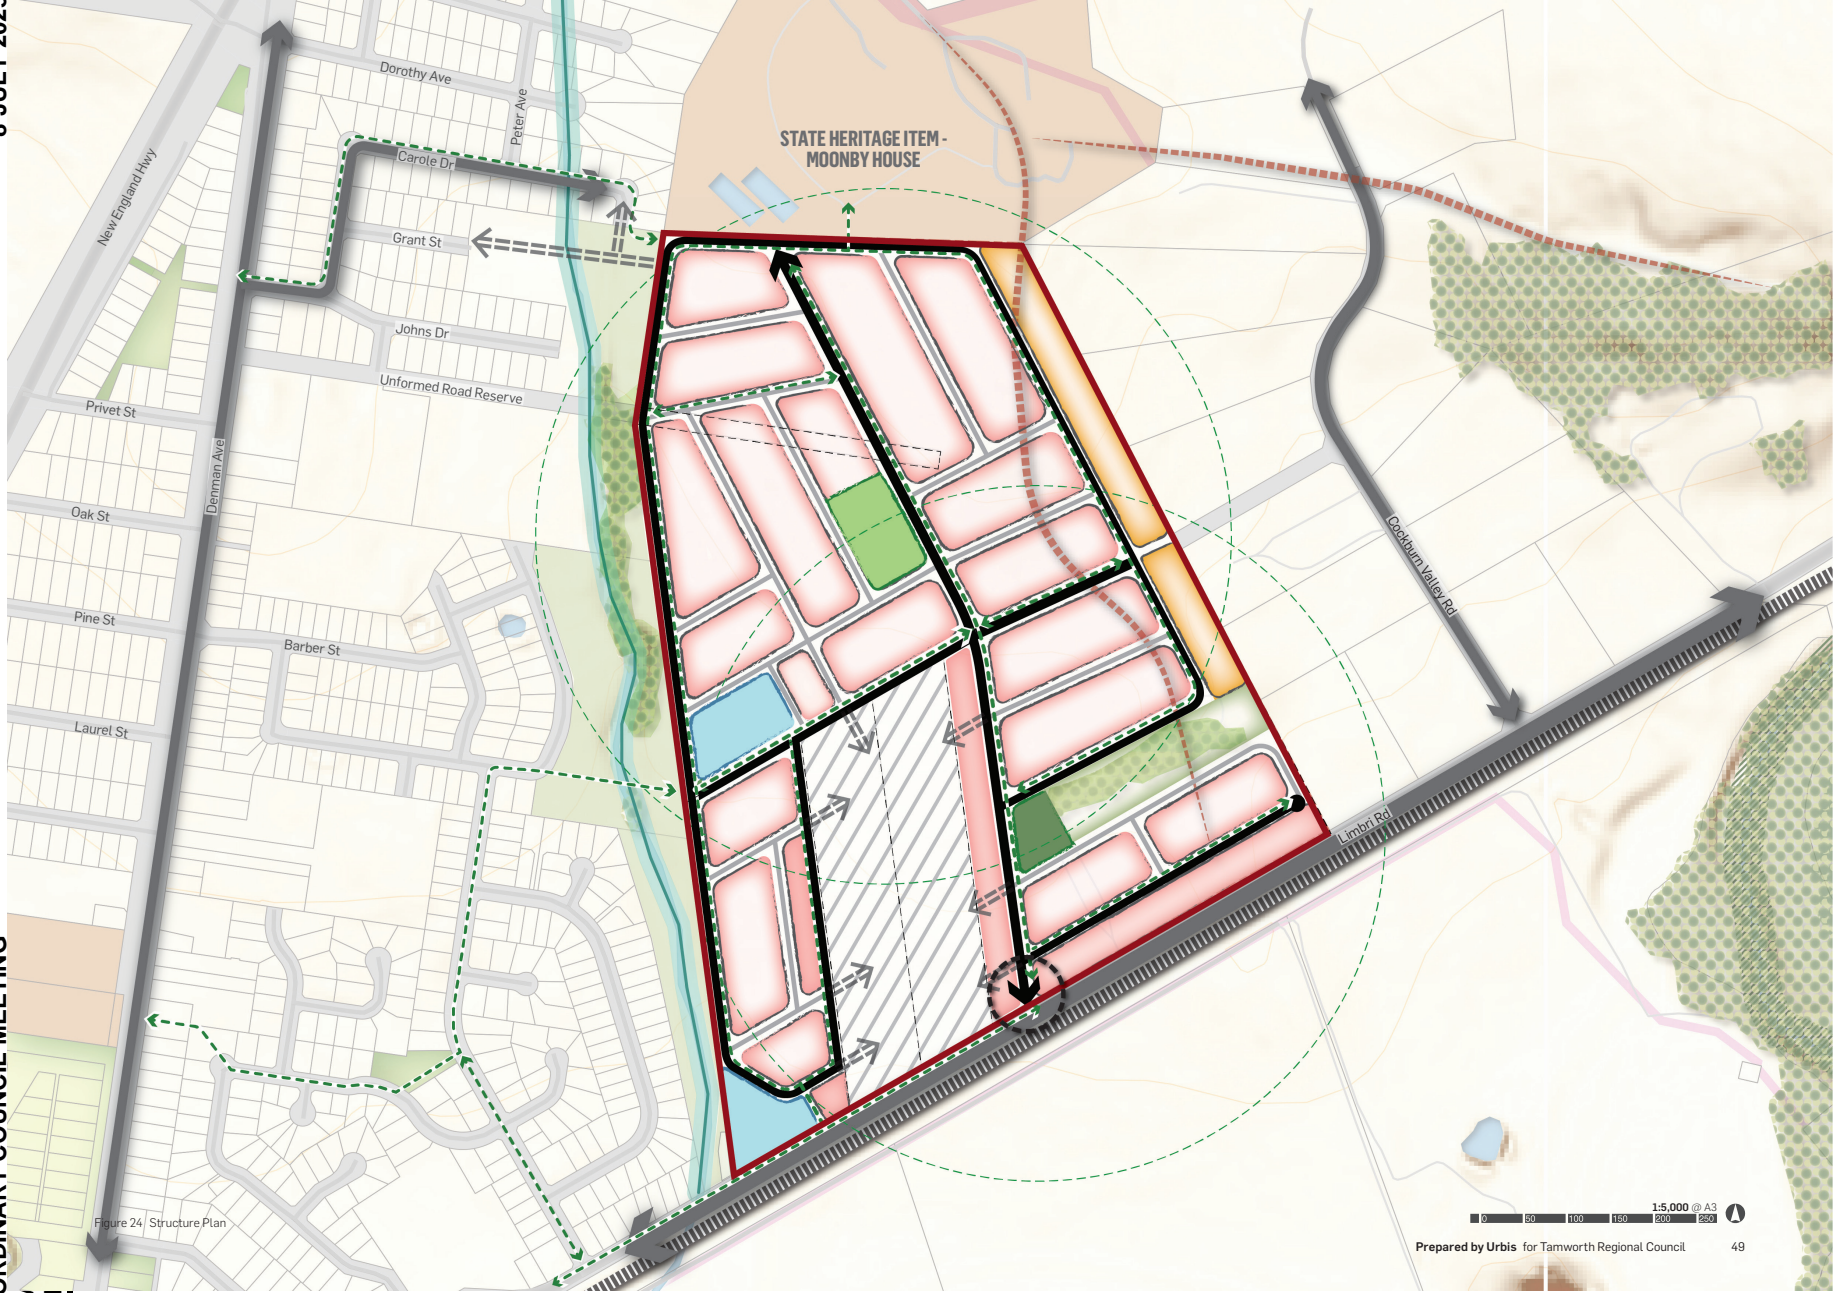 Dorothy Ave
Peter Ave
New England Hwy
Carole Dr
STATE HERITAGE ITEM -
MOONBY HOUSE
Grant St
Johns Dr
Unformed Road Reserve
Privet St
Denman Ave
Oak St
Pine St
Barber St
Laurel St
Cockburn Valley Rd
Limbri Rd
ORDINARY COUNCIL MEETING
Figure 24 Structure Plan
1:5,000 @ A3
0 50 100 150 200 250
Prepared by Urbis for Tamworth Regional Council 49